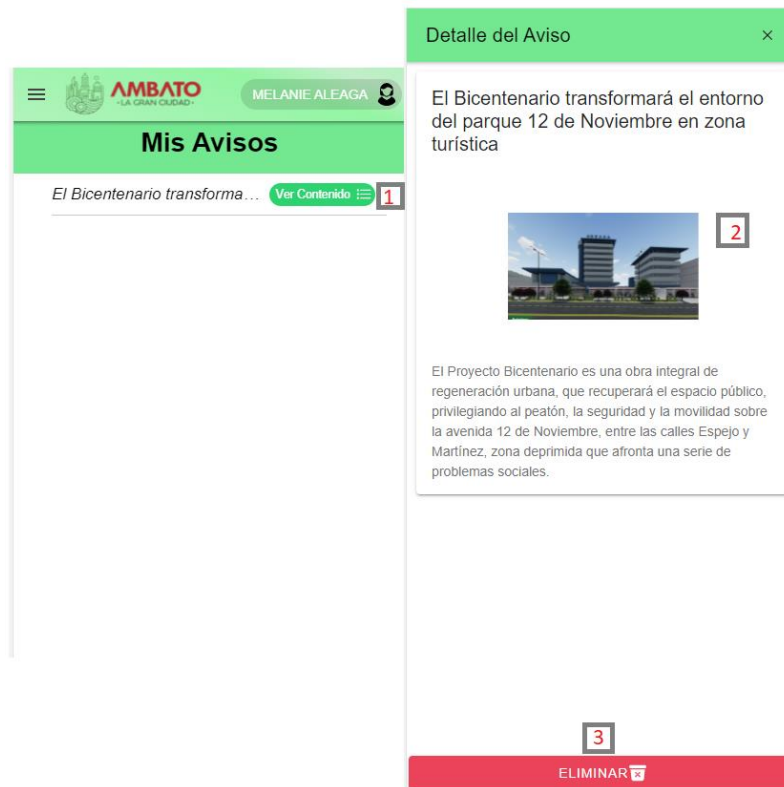 AMBATO
-LA GRAN CIUDAD-
MELANIE ALEAGA
Mis Avisos
El Bicentenario transforma...
Ver Contenido
1
Detalle del Aviso
×
El Bicentenario transformará el entorno
del parque 12 de Noviembre en zona
turística
2
El Proyecto Bicentenario es una obra integral de
regeneración urbana, que recuperará el espacio público,
privilegiando al peatón, la seguridad y la movilidad sobre
la avenida 12 de Noviembre, entre las calles Espejo y
Martínez, zona deprimida que afronta una serie de
problemas sociales.
3
ELIMINAR